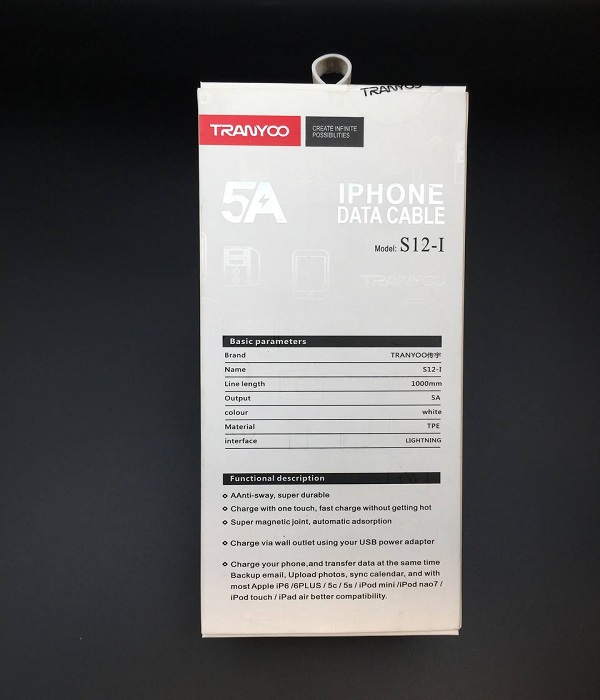 TRANYOO
TRANYOO
CREATE INFINITE
POSSIBILITIES
5A
IPHONE
DATA CABLE
Model: S12-I
TRANYOO
Basic parameters
Brand TRANYOO传宇
Name S12-I
Line length 1000mm
Output 5A
colour white
Material TPE
interface LIGHTNING
Functional description
AAnti-sway, super durable
Charge with one touch, fast charge without getting hot
Super magnetic joint, automatic adsorption
Charge via wall outlet using your USB power adapter
Charge your phone,and transfer data at the same time
Backup email, Upload photos, sync calendar, and with
most Apple iP6 /6PLUS / 5c / 5s / iPod mini /iPod nao7 /
iPod touch / iPad air better compatibility.